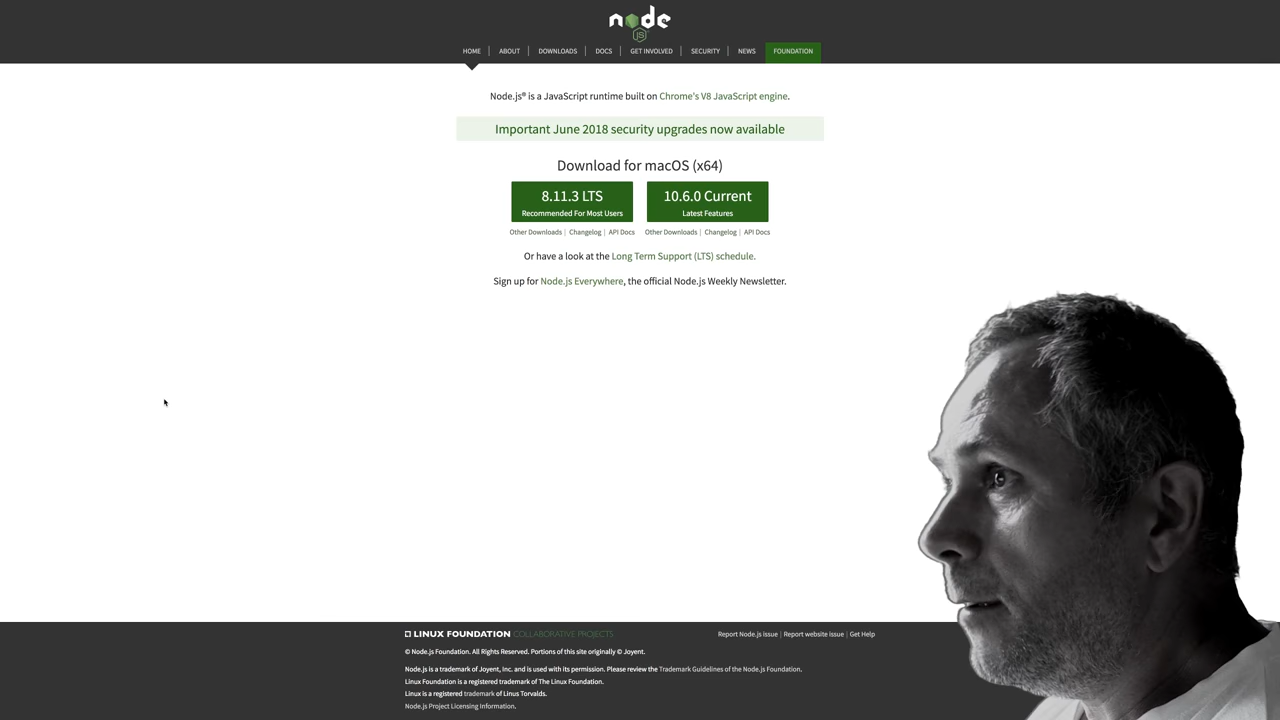 node
JS
HOME | ABOUT | DOWNLOADS | DOCS | GET INVOLVED | SECURITY | NEWS FOUNDATION
Node.js® is a JavaScript runtime built on Chrome's V8 JavaScript engine.
Important June 2018 security upgrades now available
Download for macOS (x64)
8.11.3 LTS
Recommended For Most Users
10.6.0 Current
Latest Features
Other Downloads | Changelog | API Docs
Other Downloads | Changelog | API Docs
Or have a look at the Long Term Support (LTS) schedule.
Sign up for Node.js Everywhere, the official Node.js Weekly Newsletter.
LINUX FOUNDATION COLLABORATIVE PROJECTS
Report Node.js issue | Report website issue | Get Help
© Node.js Foundation. All Rights Reserved. Portions of this site originally © Joyent.
Node.js is a trademark of Joyent, Inc. and is used with its permission. Please review the Trademark Guidelines of the Node.js Foundation.
Linux Foundation is a registered trademark of The Linux Foundation.
Linux is a registered trademark of Linus Torvalds.
Node.js Project Licensing Information.